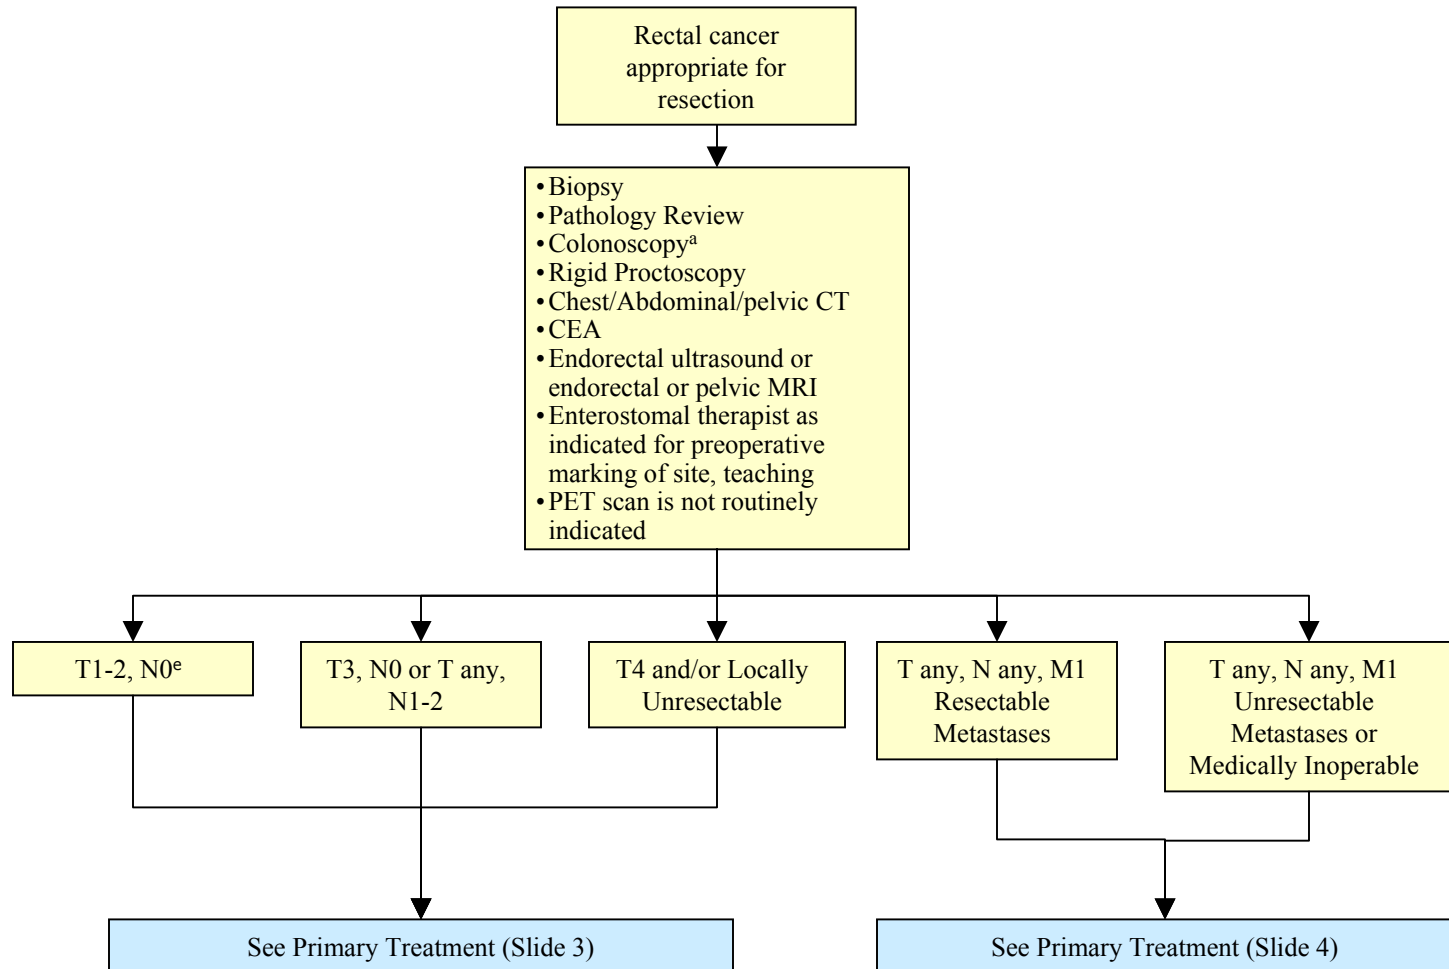 Rectal cancer
appropriate for
resection
•Biopsy
•Pathology Review
•Colonoscopyᵃ
•Rigid Proctoscopy
•Chest/Abdominal/pelvic CT
•CEA
•Endorectal ultrasound or
endorectal or pelvic MRI
•Enterostomal therapist as
indicated for preoperative
marking of site, teaching
•PET scan is not routinely
indicated
T1-2, N0ᵉ
T3, N0 or T any,
N1-2
T4 and/or Locally
Unresectable
T any, N any, M1
Resectable
Metastases
T any, N any, M1
Unresectable
Metastases or
Medically Inoperable
See Primary Treatment (Slide 3)
See Primary Treatment (Slide 4)